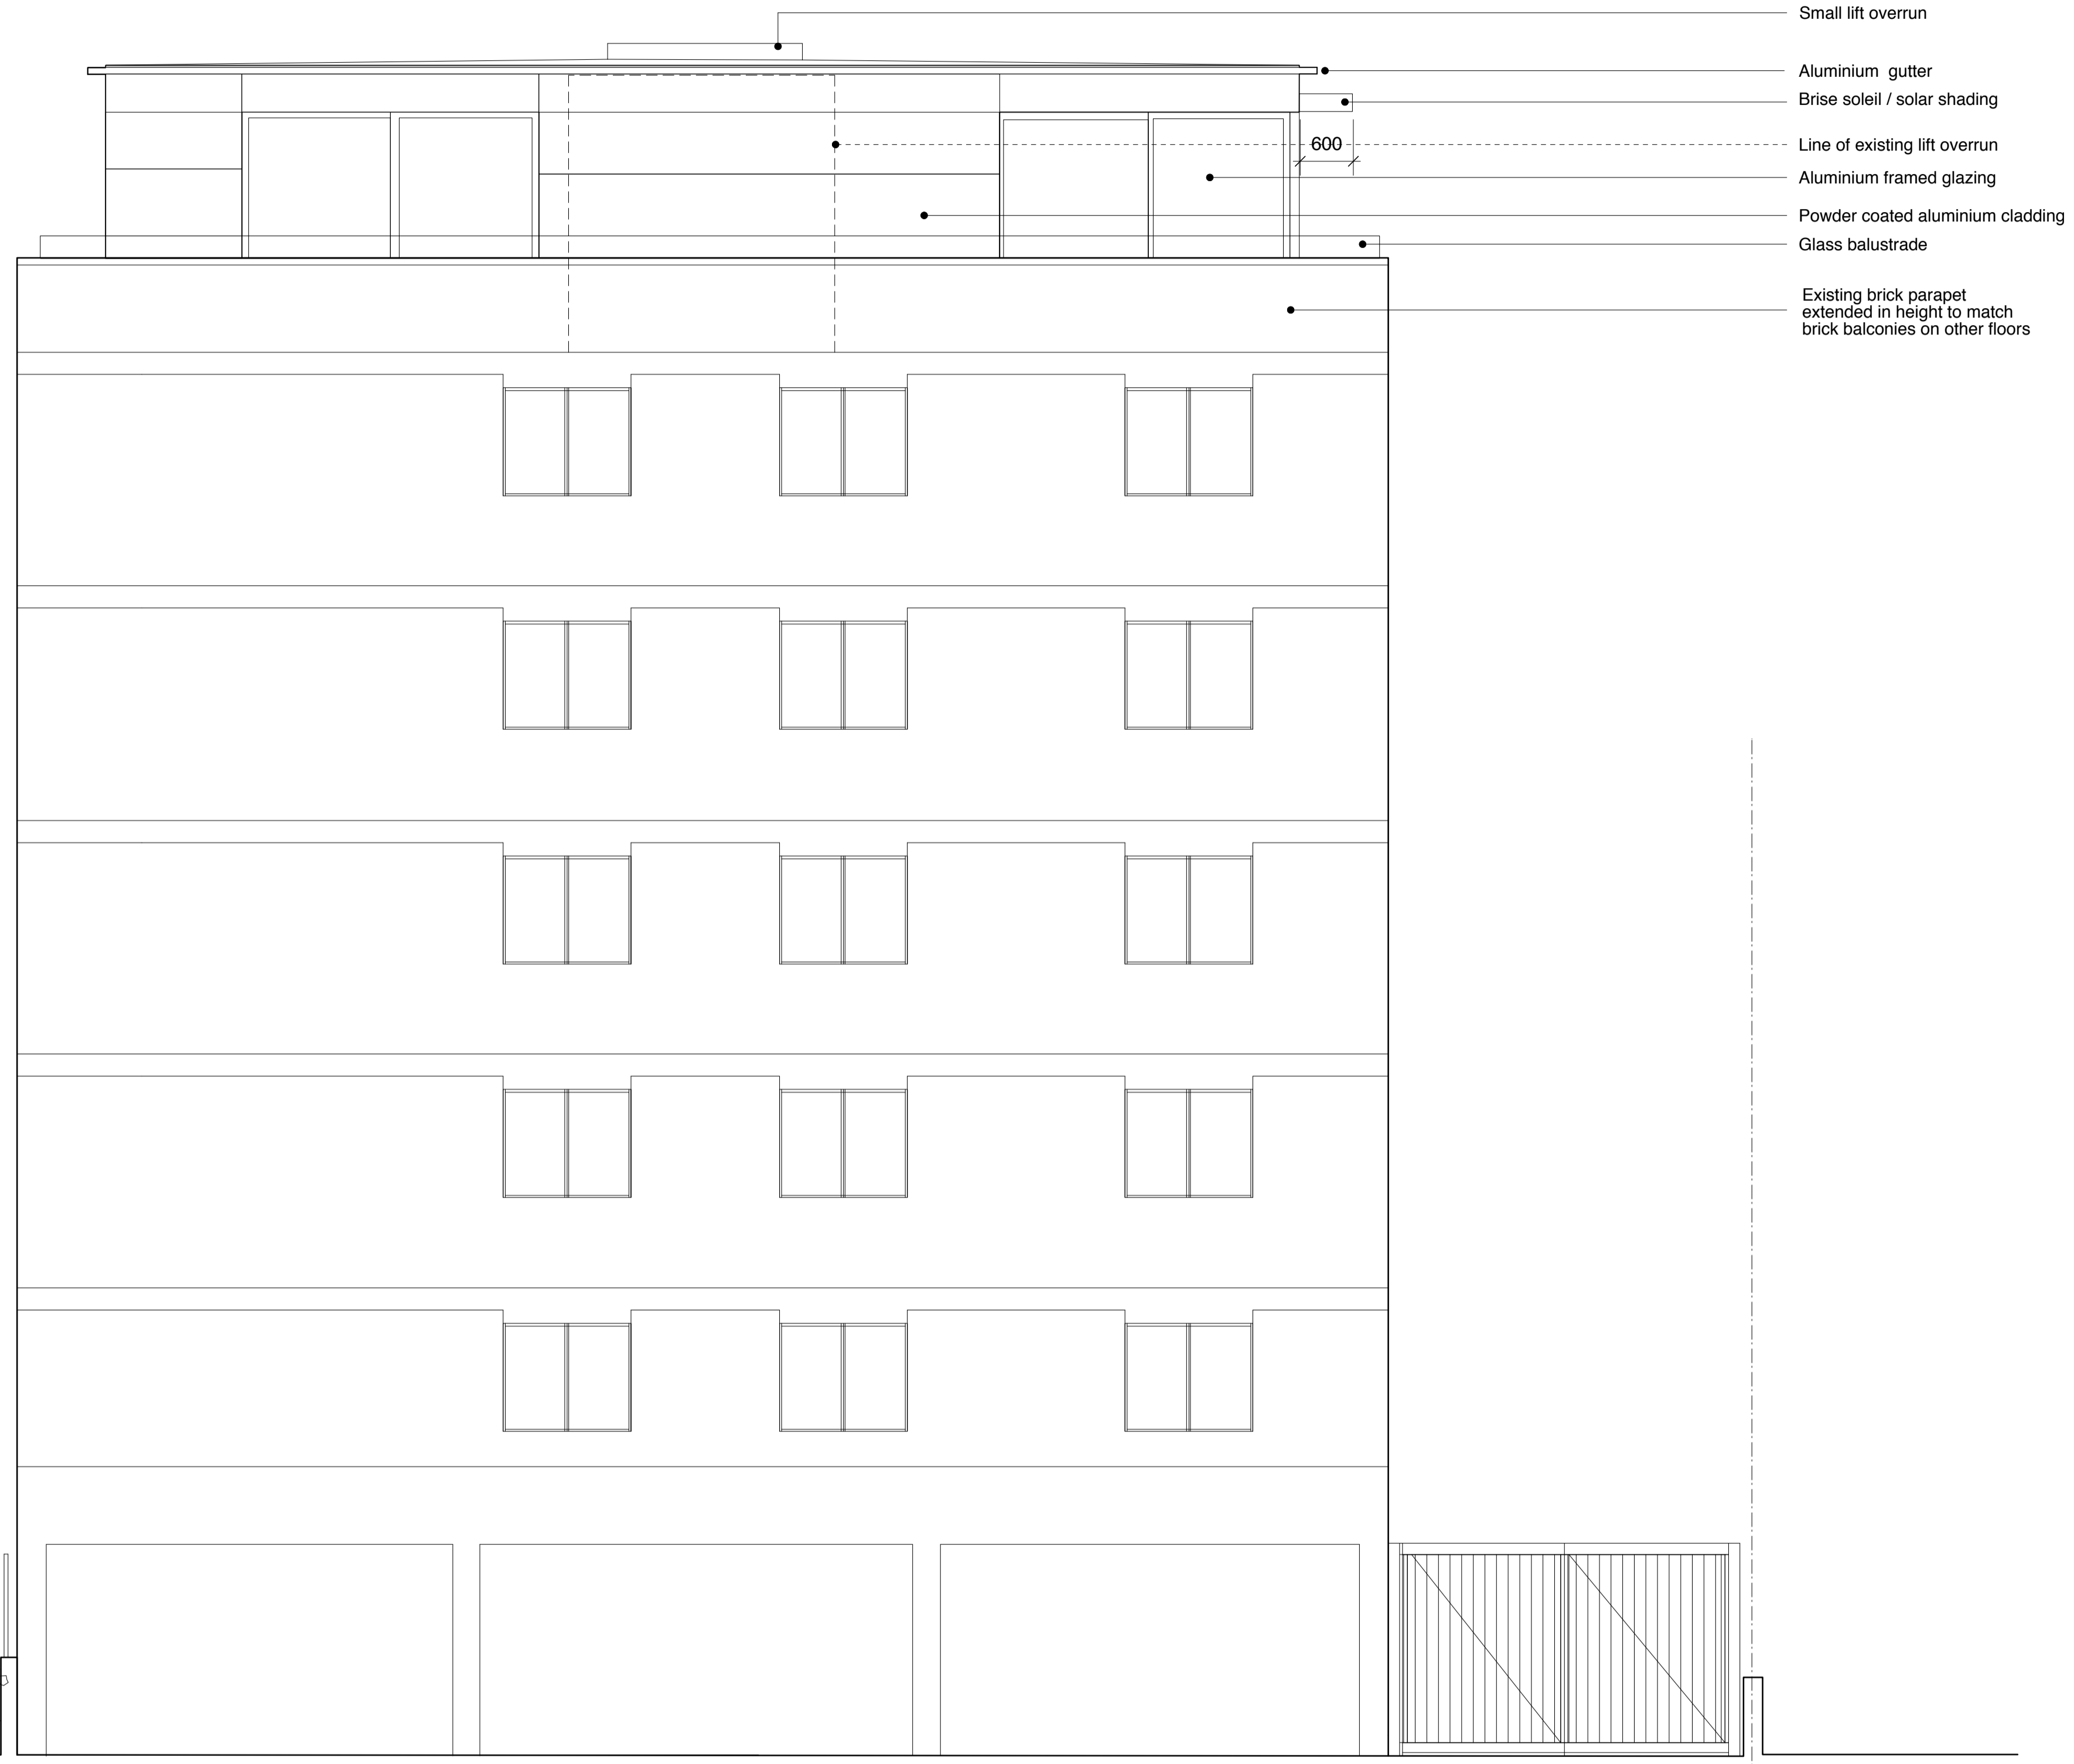 Small lift overrun
Aluminium  gutter
Brise soleil / solar shading
600
Line of existing lift overrun
Aluminium framed glazing
Powder coated aluminium cladding
Glass balustrade
Existing brick parapet
extended in height to match
brick balconies on other floors